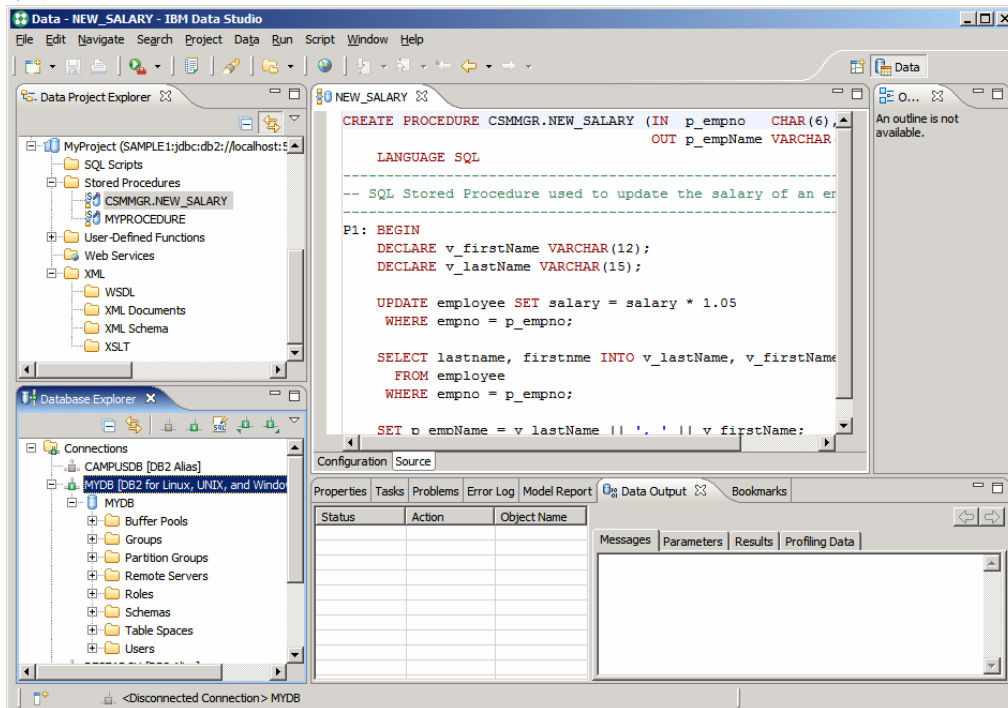 Data - NEW_SALARY - IBM Data Studio
File Edit Navigate Search Project Data Run Script Window Help
Data
Data Project Explorer
MyProject (SAMPLE1:jdbc:db2://localhost:5
SQL Scripts
Stored Procedures
CSMMGR.NEW_SALARY
MYPROCEDURE
User-Defined Functions
Web Services
XML
WSDL
XML Documents
XML Schema
XSLT
NEW_SALARY
CREATE PROCEDURE CSMMGR.NEW_SALARY (IN p_empno CHAR(6),
OUT p_empName VARCHAR(
LANGUAGE SQL
------------------------------------------------------------
-- SQL Stored Procedure used to update the salary of an em
------------------------------------------------------------
P1: BEGIN
DECLARE v_firstName VARCHAR(12);
DECLARE v_lastName VARCHAR(15);
UPDATE employee SET salary = salary * 1.05
WHERE empno = p_empno;
SELECT lastname, firstnme INTO v_lastName, v_firstName
FROM employee
WHERE empno = p_empno;
SET p_empName = v_lastName || ', ' || v_firstName;
Configuration Source
O...
An outline is not
available.
Database Explorer
SQL
Connections
CAMPUSDB [DB2 Alias]
MYDB [DB2 for Linux, UNIX, and Windo
MYDB
Buffer Pools
Groups
Partition Groups
Remote Servers
Roles
Schemas
Table Spaces
Users
Properties Tasks Problems Error Log Model Report Data Output Bookmarks
Status Action Object Name
Messages Parameters Results Profiling Data
<Disconnected Connection> MYDB